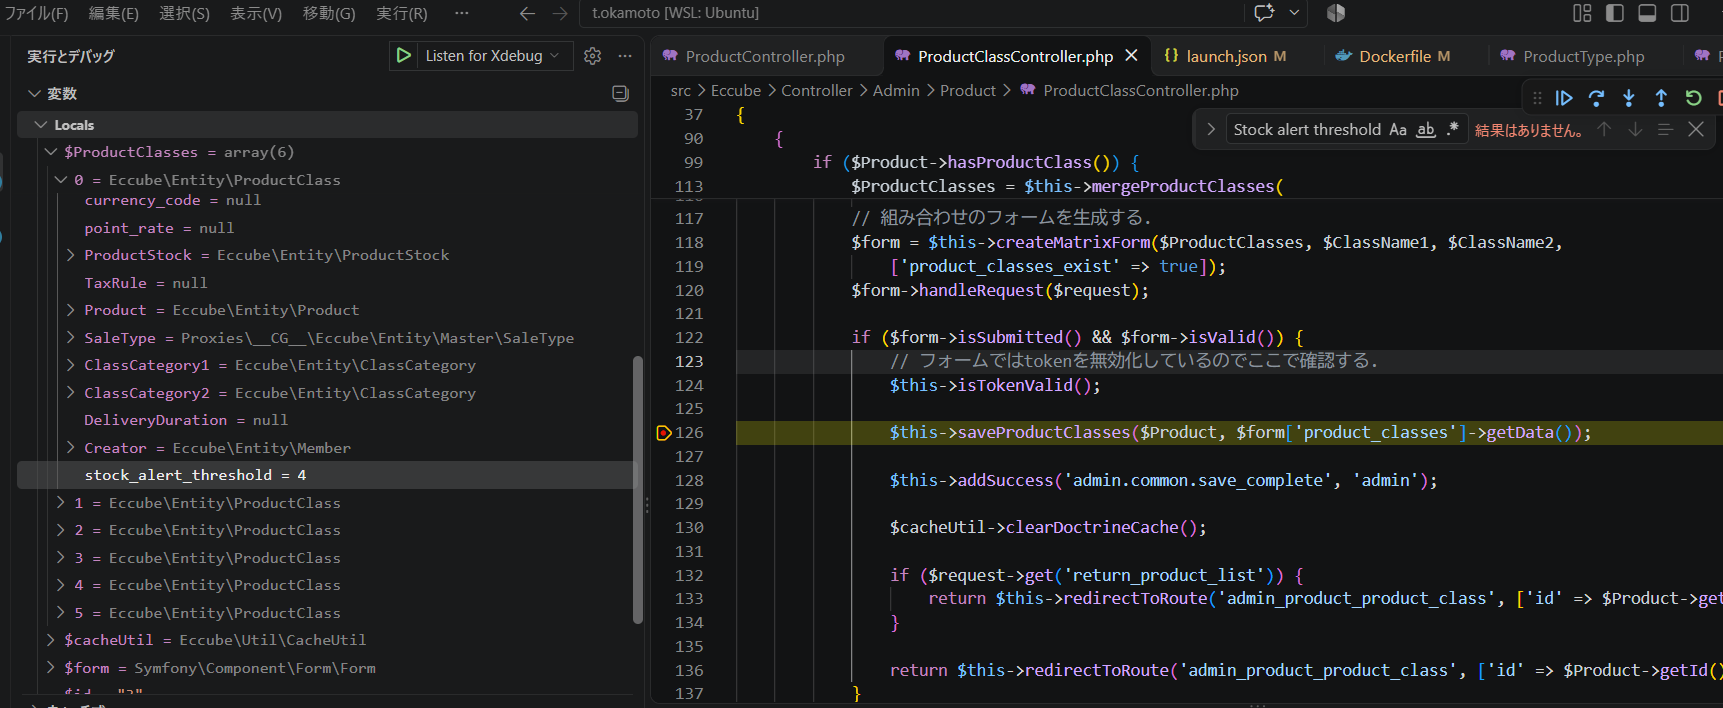 ファイル(F) 編集(E) 選択(S) 表示(V) 移動(G) 実行(R) ··· ← → t.okamoto [WSL: Ubuntu]
実行とデバッグ Listen for Xdebug ···
変数
Locals
$ProductClasses = array(6)
0 = Eccube\Entity\ProductClass
currency_code = null
point_rate = null
ProductStock = Eccube\Entity\ProductStock
TaxRule = null
Product = Eccube\Entity\Product
SaleType = Proxies\__CG__\Eccube\Entity\Master\SaleType
ClassCategory1 = Eccube\Entity\ClassCategory
ClassCategory2 = Eccube\Entity\ClassCategory
DeliveryDuration = null
Creator = Eccube\Entity\Member
stock_alert_threshold = 4
1 = Eccube\Entity\ProductClass
2 = Eccube\Entity\ProductClass
3 = Eccube\Entity\ProductClass
4 = Eccube\Entity\ProductClass
5 = Eccube\Entity\ProductClass
$cacheUtil = Eccube\Util\CacheUtil
$form = Symfony\Component\Form\Form
ProductController.php ProductClassController.php launch.json M Dockerfile M ProductType.php
src > Eccube > Controller > Admin > Product > ProductClassController.php
Stock alert threshold Aa ab .* 結果はありません。
37 {
90 {
99 if ($Product->hasProductClass()) {
113 $ProductClasses = $this->mergeProductClasses(
117 // 組み合わせのフォームを生成する.
118 $form = $this->createMatrixForm($ProductClasses, $ClassName1, $ClassName2,
119 ['product_classes_exist' => true]);
120 $form->handleRequest($request);
121
122 if ($form->isSubmitted() && $form->isValid()) {
123 // フォームではtokenを無効化しているのでここで確認する.
124 $this->isTokenValid();
125
126 $this->saveProductClasses($Product, $form['product_classes']->getData());
127
128 $this->addSuccess('admin.common.save_complete', 'admin');
129
130 $cacheUtil->clearDoctrineCache();
131
132 if ($request->get('return_product_list')) {
133 return $this->redirectToRoute('admin_product_product_class', ['id' => $Product->get
134 }
135
136 return $this->redirectToRoute('admin_product_product_class', ['id' => $Product->getId()
137 }